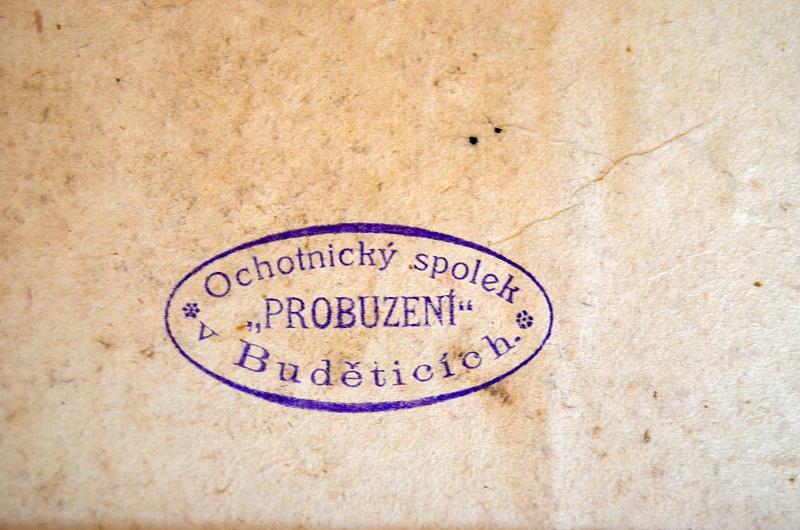 Ochotnický spolek
„PROBUZENÍ“
v Buděticích.